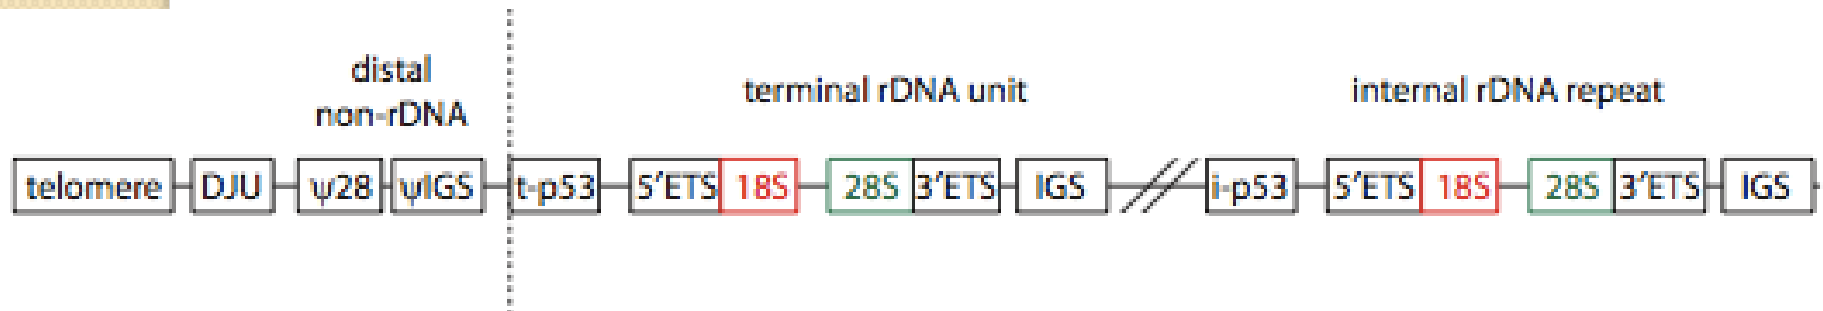 distal
non-rDNA
terminal rDNA unit
internal rDNA repeat
telomere DJU ψ28 ψIGS t-p53 5′ETS 18S 28S 3′ETS IGS i-p53 5′ETS 18S 28S 3′ETS IGS